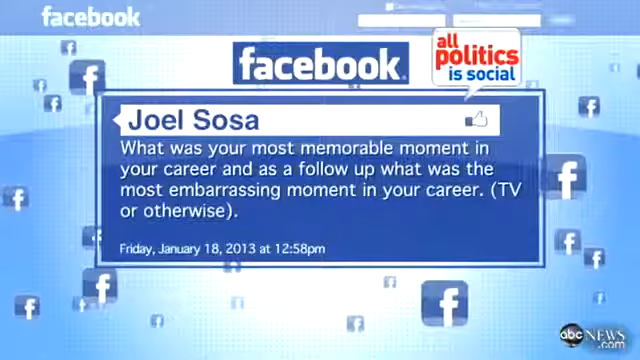 facebook
facebook
all
politics
is social
Joel Sosa
What was your most memorable moment in
your career and as a follow up what was the
most embarrassing moment in your career. (TV
or otherwise).
Friday, January 18, 2013 at 12:58pm
abc NEWS
.com